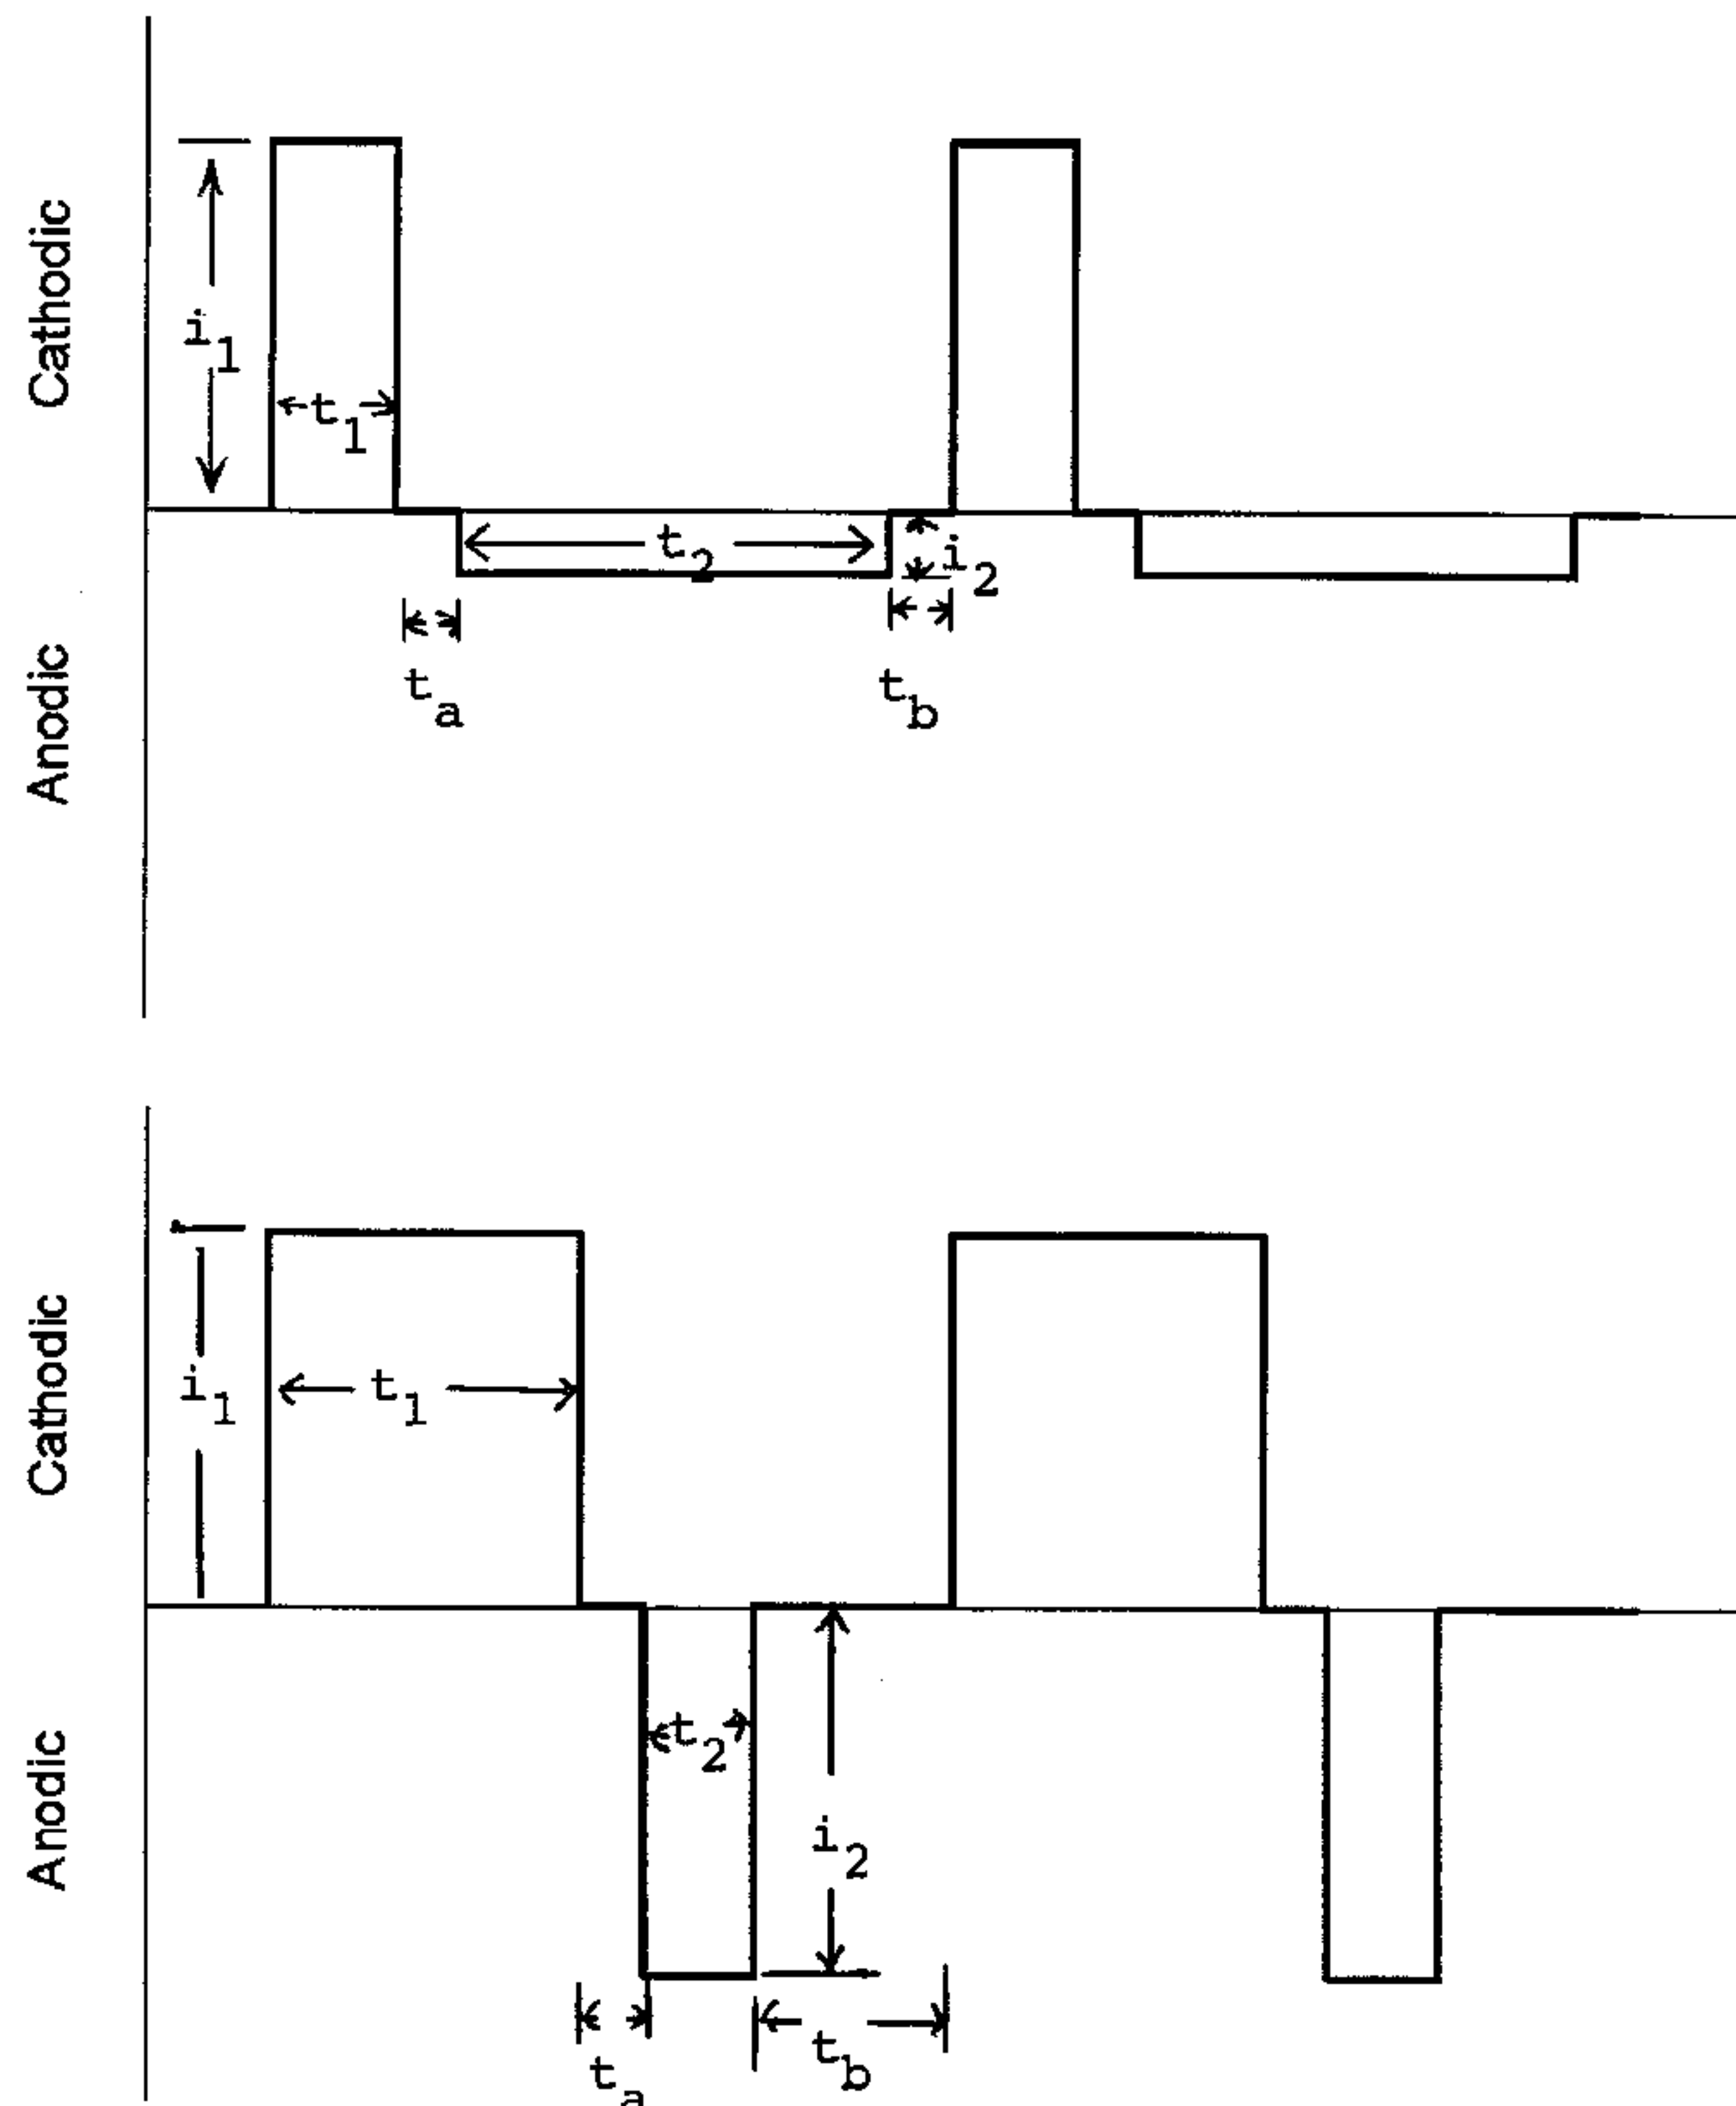 Cathodic
i1
t1
t2
i2
ta
tb
Anodic
Cathodic
i1
t1
t2
i2
ta
tb
Anodic